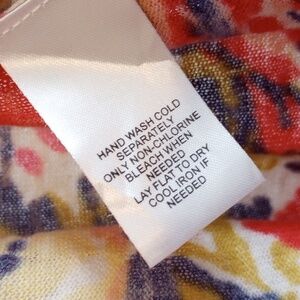 HAND WASH COLD
SEPARATELY
ONLY NON-CHLORINE
BLEACH WHEN
NEEDED
LAY FLAT TO DRY
COOL IRON IF
NEEDED